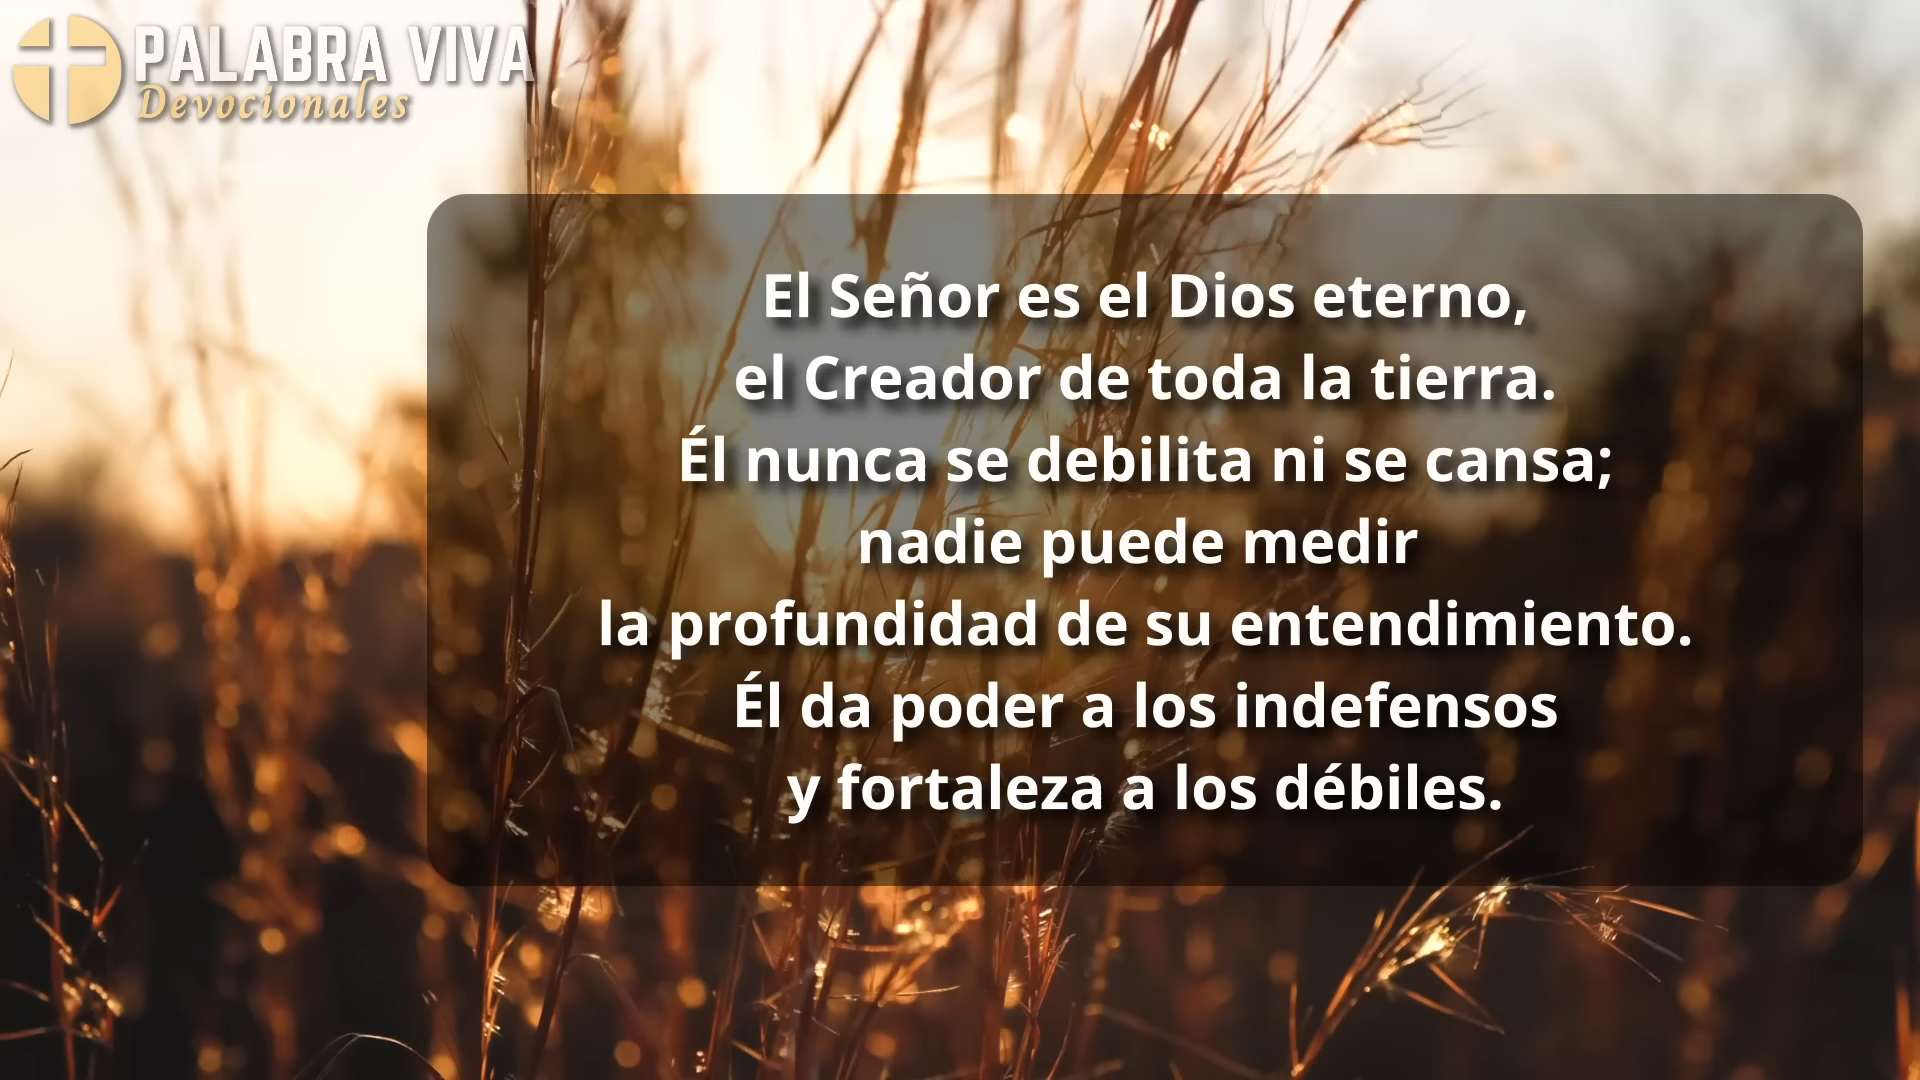 PALABRA VIVA
Devocionales
El Señor es el Dios eterno,
el Creador de toda la tierra.
Él nunca se debilita ni se cansa;
nadie puede medir
la profundidad de su entendimiento.
Él da poder a los indefensos
y fortaleza a los débiles.